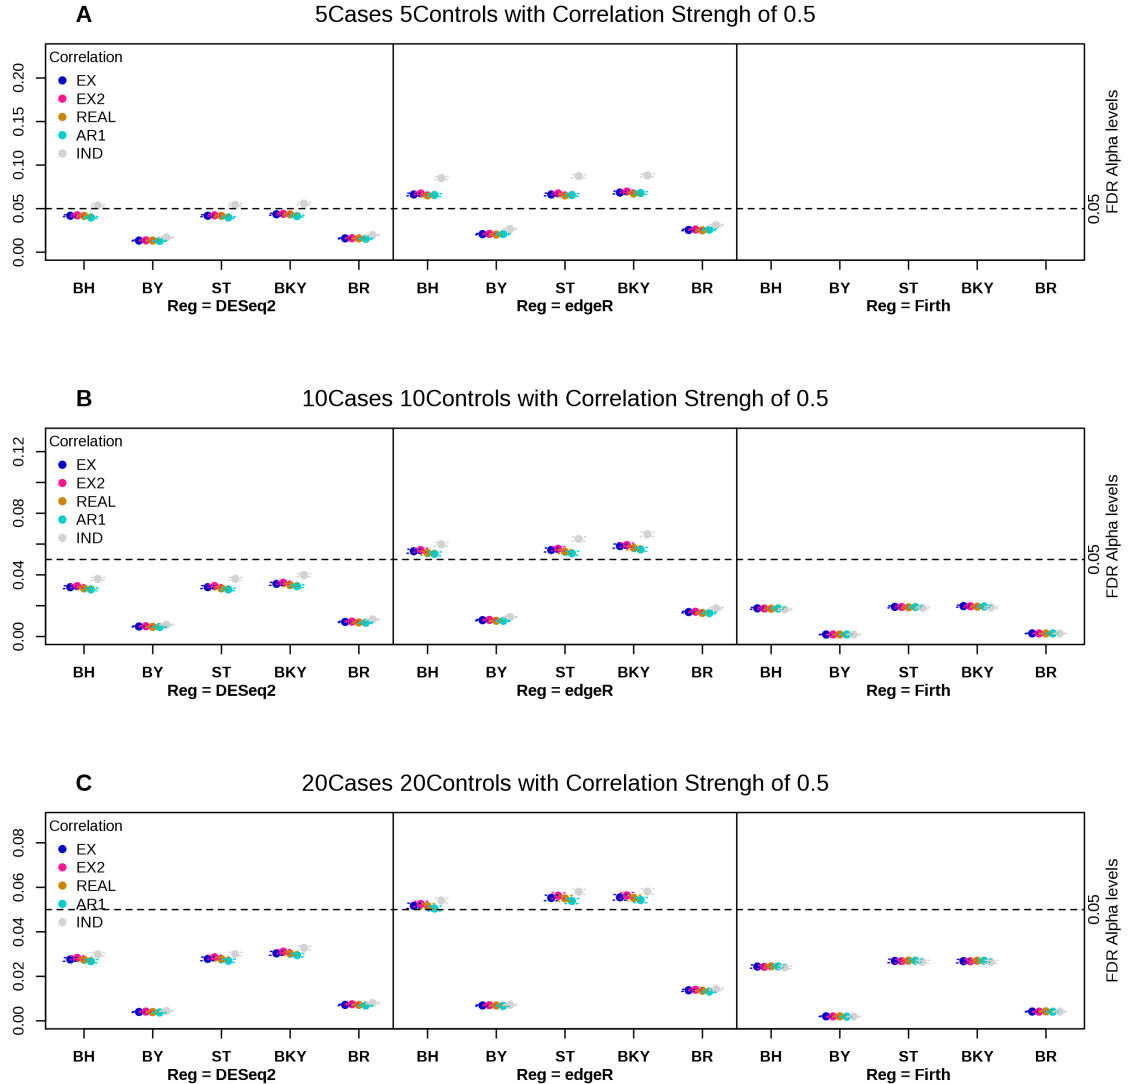 A
5Cases 5Controls with Correlation Strengh of 0.5
Correlation
EX
EX2
REAL
AR1
IND
0.20
0.15
0.10
0.05
0.00
0.05
FDR Alpha levels
BH BY ST BKY BR BH BY ST BKY BR BH BY ST BKY BR
Reg = DESeq2 Reg = edgeR Reg = Firth
B
10Cases 10Controls with Correlation Strengh of 0.5
Correlation
EX
EX2
REAL
AR1
IND
0.12
0.08
0.04
0.00
0.05
FDR Alpha levels
BH BY ST BKY BR BH BY ST BKY BR BH BY ST BKY BR
Reg = DESeq2 Reg = edgeR Reg = Firth
C
20Cases 20Controls with Correlation Strengh of 0.5
Correlation
EX
EX2
REAL
AR1
IND
0.08
0.06
0.04
0.02
0.00
0.05
FDR Alpha levels
BH BY ST BKY BR BH BY ST BKY BR BH BY ST BKY BR
Reg = DESeq2 Reg = edgeR Reg = Firth